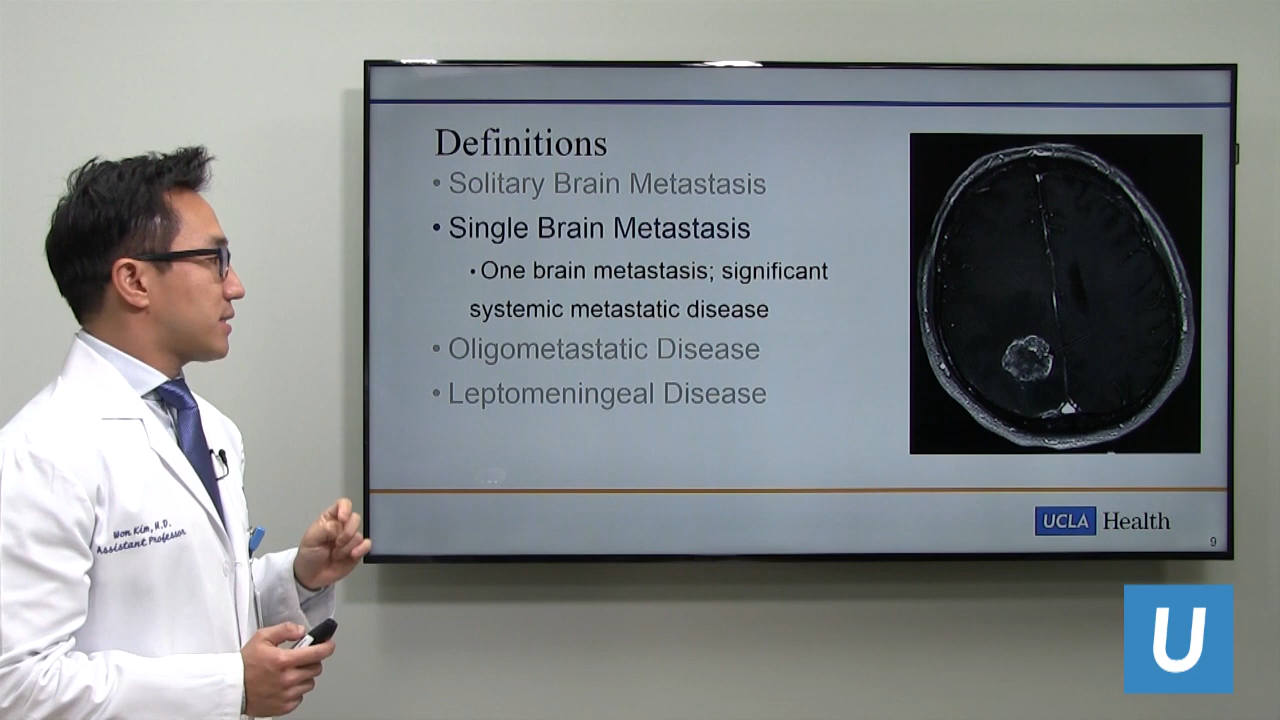 Definitions
• Solitary Brain Metastasis
• Single Brain Metastasis
• One brain metastasis; significant
systemic metastatic disease
• Oligometastatic Disease
• Leptomeningeal Disease
UCLA Health
9
Won Kim, M.D.
Assistant Professor
U